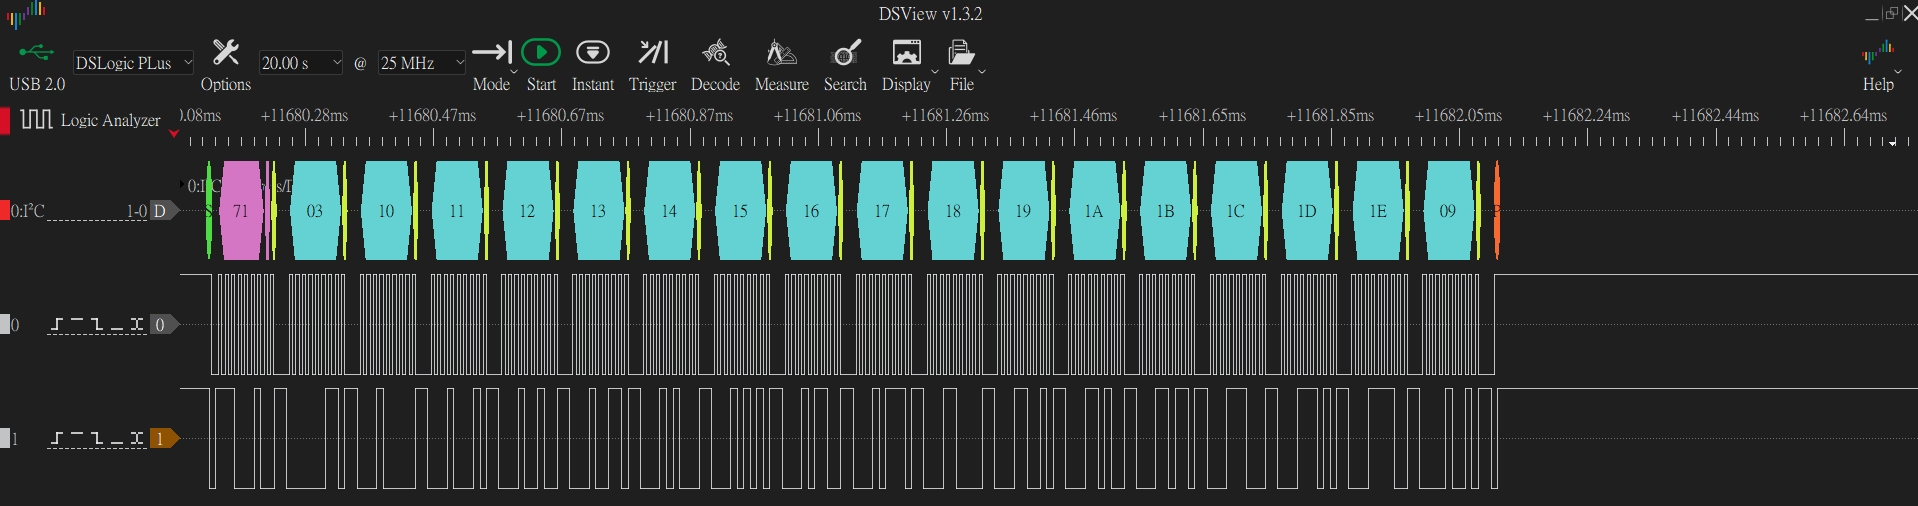 DSView v1.3.2
USB 2.0 DSLogic PLus Options 20.00 s @ 25 MHz Mode Start Instant Trigger Decode Measure Search Display File Help
Logic Analyzer
).08ms +11680.28ms +11680.47ms +11680.67ms +11680.87ms +11681.06ms +11681.26ms +11681.46ms +11681.65ms +11681.85ms +11682.05ms +11682.24ms +11682.44ms +11682.64ms
0:I²C 1-0 D 71 03 10 11 12 13 14 15 16 17 18 19 1A 1B 1C 1D 1E 09
0 0
1 1